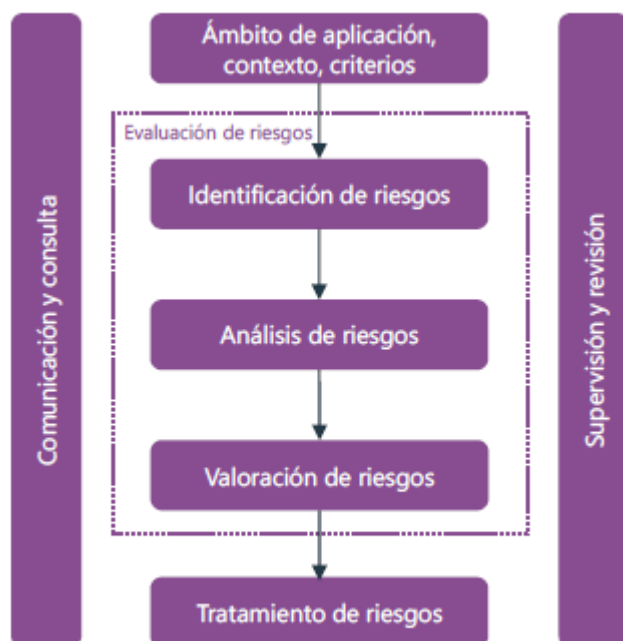 Ámbito de aplicación,
contexto, criterios
Evaluación de riesgos
Identificación de riesgos
Análisis de riesgos
Valoración de riesgos
Tratamiento de riesgos
Comunicación y consulta
Supervisión y revisión